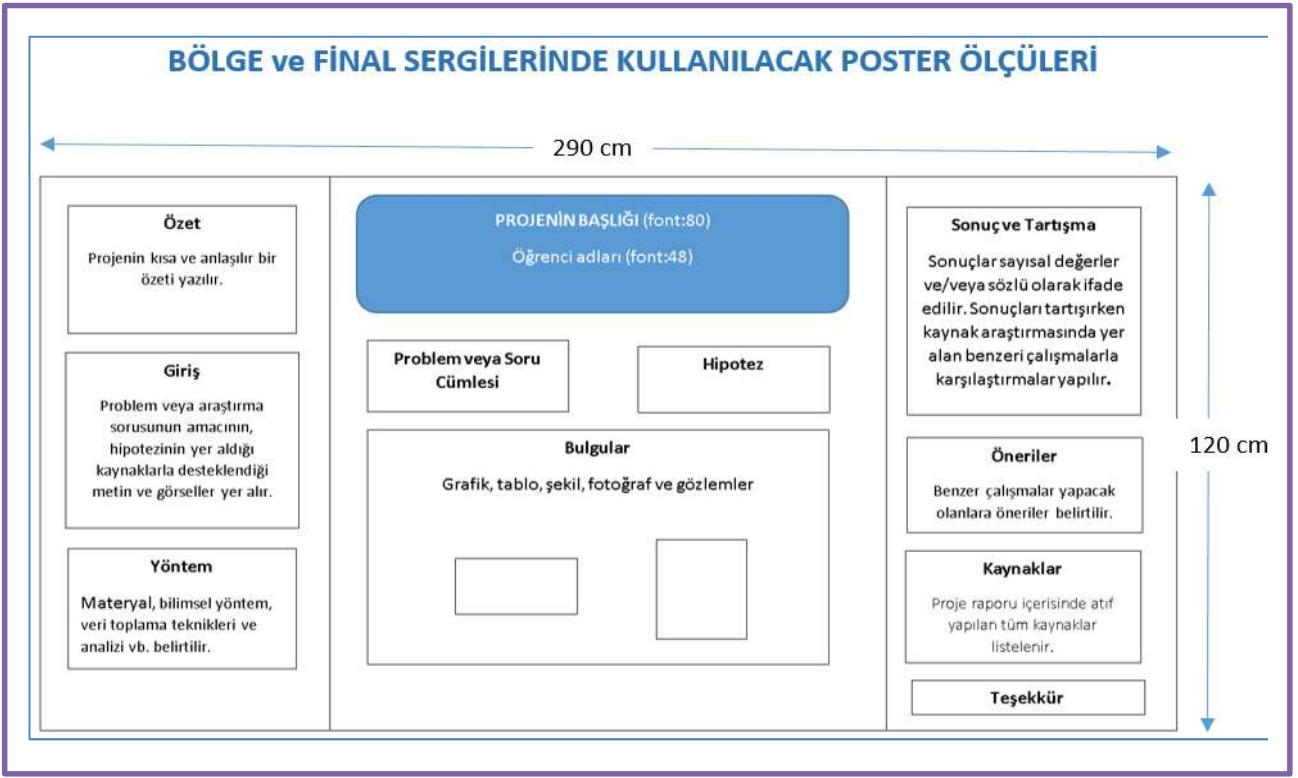 BÖLGE ve FİNAL SERGİLERİNDE KULLANILACAK POSTER ÖLÇÜLERİ
290 cm
Özet
Projenin kısa ve anlaşılır bir
özeti yazılır.
Giriş
Problem veya araştırma
sorusunun amacının,
hipotezinin yer aldığı
kaynaklarla desteklendiği
metin ve görseller yer alır.
Yöntem
Materyal, bilimsel yöntem,
veri toplama teknikleri ve
analizi vb. belirtilir.
PROJENİN BAŞLIĞI (font:80)
Öğrenci adları (font:48)
Problem veya Soru
Cümlesi
Hipotez
Bulgular
Grafik, tablo, şekil, fotoğraf ve gözlemler
Sonuç ve Tartışma
Sonuçlar sayısal değerler
ve/veya sözlü olarak ifade
edilir. Sonuçları tartışırken
kaynak araştırmasında yer
alan benzeri çalışmalarla
karşılaştırmalar yapılır.
Öneriler
Benzer çalışmalar yapacak
olanlara öneriler belirtilir.
Kaynaklar
Proje raporu içerisinde atıf
yapılan tüm kaynaklar
listelenir.
Teşekkür
120 cm